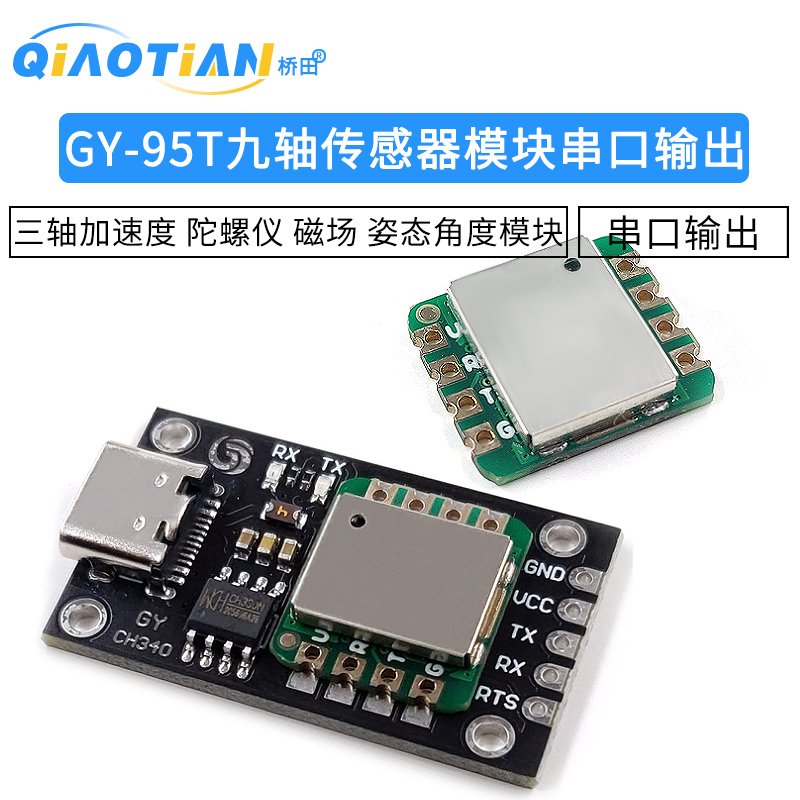 QiAOTiAN 桥田®
GY-95T九轴传感器模块串口输出
三轴加速度 陀螺仪 磁场 姿态角度模块
串口输出
U
R
T
G
RX TX
GND
VCC
TX
RX
RTS
GY
CH340
U R T G